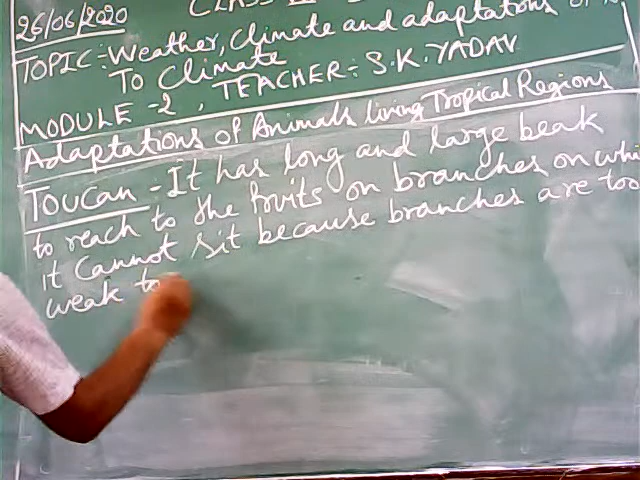 26/06/2020 CLASS
TOPIC:- Weather, Climate and adaptations of
To Climate
MODULE -2, TEACHER:- S.K. YADAV
Adaptations of Animals living Tropical Regions
Toucan - It has long and large beak
to reach to the fruits on branches on whi
it cannot sit because branches are too
weak to